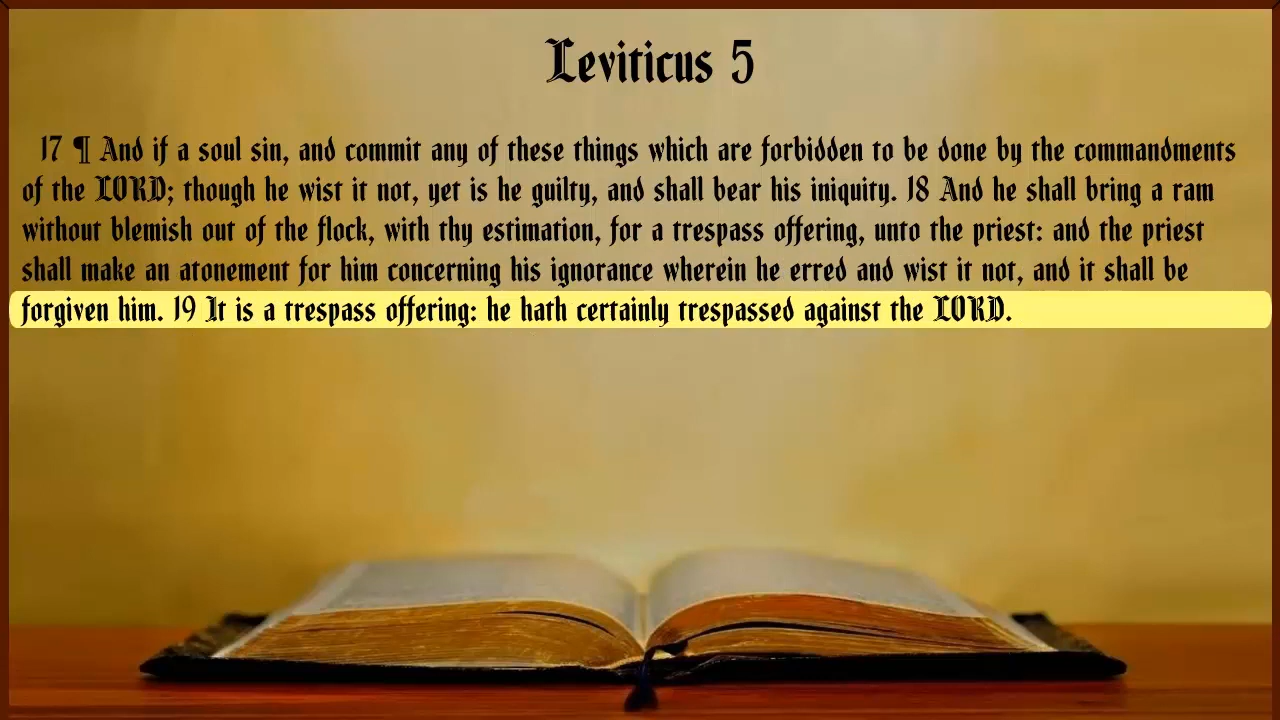 Leviticus 5
17 ¶ And if a soul sin, and commit any of these things which are forbidden to be done by the commandments
of the LORD; though he wist it not, yet is he guilty, and shall bear his iniquity. 18 And he shall bring a ram
without blemish out of the flock, with thy estimation, for a trespass offering, unto the priest: and the priest
shall make an atonement for him concerning his ignorance wherein he erred and wist it not, and it shall be
forgiven him. 19 It is a trespass offering: he hath certainly trespassed against the LORD.